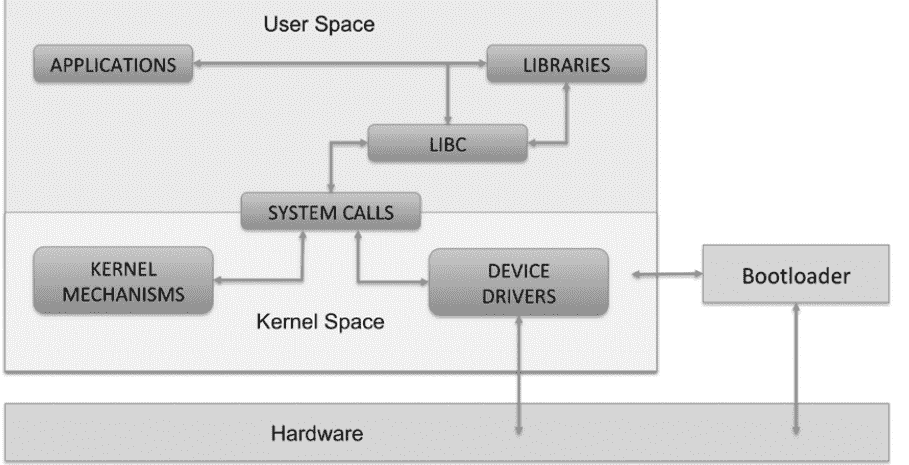 User Space
APPLICATIONS
LIBRARIES
LIBC
SYSTEM CALLS
KERNEL
MECHANISMS
DEVICE
DRIVERS
Bootloader
Kernel Space
Hardware